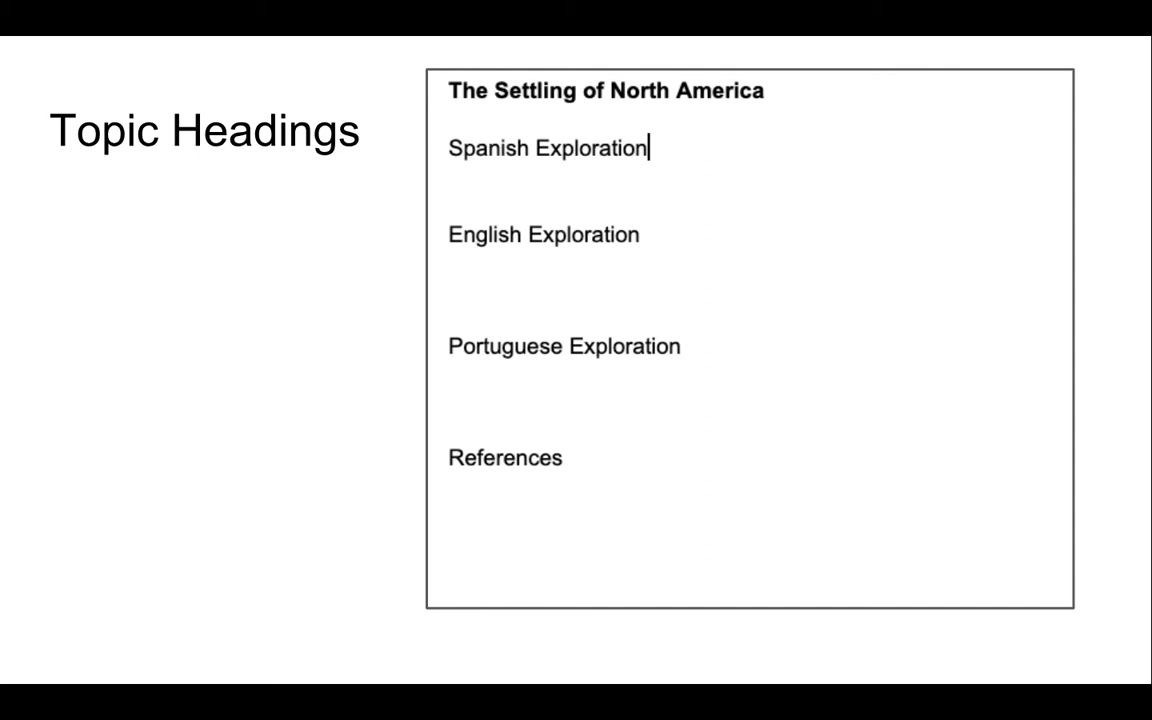 Topic Headings
The Settling of North America
Spanish Exploration
English Exploration
Portuguese Exploration
References